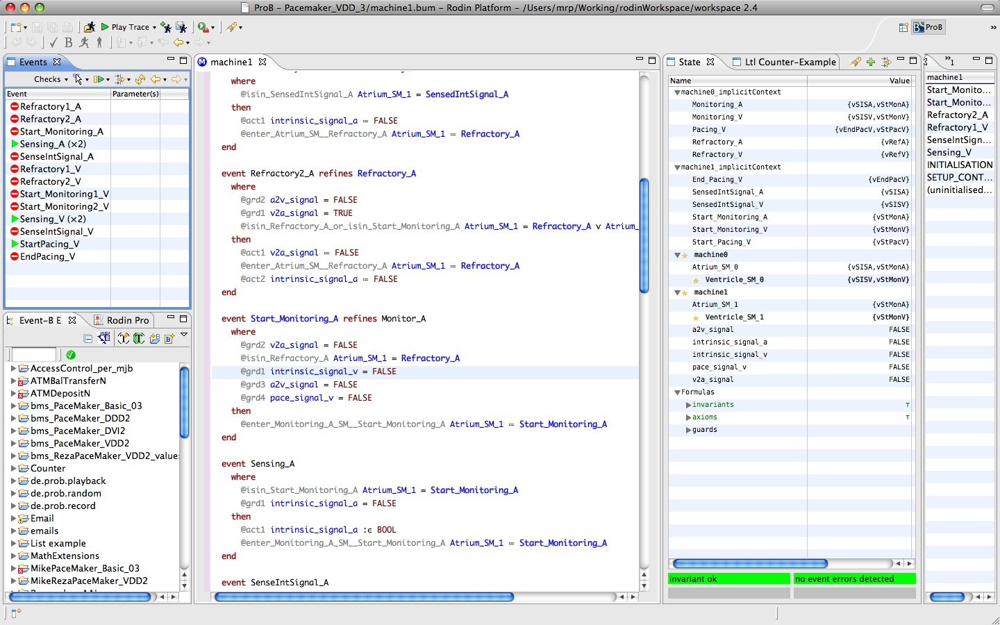 ProB - Pacemaker_VDD_3/machine1.bum - Rodin Platform - /Users/mrp/Working/rodinWorkspace/workspace 2.4
Play Trace
ProB
Events
Checks
Event Parameter(s)
Refractory1_A
Refractory2_A
Start_Monitoring_A
Sensing_A (×2)
SenseIntSignal_A
Refractory1_V
Refractory2_V
Start_Monitoring1_V
Start_Monitoring2_V
Sensing_V (×2)
SenseIntSignal_V
StartPacing_V
EndPacing_V
Event-B E
Rodin Pro
AccessControl_per_mjb
ATMBalTransferN
ATMDepositN
bms_PaceMaker_Basic_03
bms_PaceMaker_DDD2
bms_PaceMaker_DVI2
bms_PaceMaker_VDD2
bms_RezaPaceMaker_VDD2_value
Counter
de.prob.playback
de.prob.random
de.prob.record
Email
emails
List example
MathExtensions
MikePaceMaker_Basic_03
MikeRezaPaceMaker_VDD2
machine1
where
@isin_SensedIntSignal_A Atrium_SM_1 = SensedIntSignal_A
then
@act1 intrinsic_signal_a ≔ FALSE
@enter_Atrium_SM__Refractory_A Atrium_SM_1 ≔ Refractory_A
end
event Refractory2_A refines Refractory_A
where
@grd2 a2v_signal = FALSE
@grd1 v2a_signal = TRUE
@isin_Refractory_A_or_isin_Start_Monitoring_A Atrium_SM_1 = Refractory_A ∨ Atrium_
then
@act1 v2a_signal ≔ FALSE
@enter_Atrium_SM__Refractory_A Atrium_SM_1 ≔ Refractory_A
@act2 intrinsic_signal_a ≔ FALSE
end
event Start_Monitoring_A refines Monitor_A
where
@grd2 v2a_signal = FALSE
@isin_Refractory_A Atrium_SM_1 = Refractory_A
@grd1 intrinsic_signal_v = FALSE
@grd3 a2v_signal = FALSE
@grd4 pace_signal_v = FALSE
then
@enter_Monitoring_A_SM__Start_Monitoring_A Atrium_SM_1 ≔ Start_Monitoring_A
end
event Sensing_A
where
@isin_Start_Monitoring_A Atrium_SM_1 = Start_Monitoring_A
@grd1 intrinsic_signal_a = FALSE
then
@act1 intrinsic_signal_a :∈ BOOL
@enter_Monitoring_A_SM__Start_Monitoring_A Atrium_SM_1 ≔ Start_Monitoring_A
end
event SenseIntSignal_A
State
Ltl Counter-Example
Name Value
machine0_implicitContext
Monitoring_A {vSISA,vStMonA}
Monitoring_V {vSISV,vStMonV}
Pacing_V {vEndPacV,vStPacV}
Refractory_A {vRefA}
Refractory_V {vRefV}
machine1_implicitContext
End_Pacing_V {vEndPacV}
SensedIntSignal_A {vSISA}
SensedIntSignal_V {vSISV}
Start_Monitoring_A {vStMonA}
Start_Monitoring_V {vStMonV}
Start_Pacing_V {vStPacV}
machine0
Atrium_SM_0 {vSISA,vStMonA}
Ventricle_SM_0 {vSISV,vStMonV}
machine1
Atrium_SM_1 {vStMonA}
Ventricle_SM_1 {vStMonV}
a2v_signal FALSE
intrinsic_signal_a FALSE
intrinsic_signal_v FALSE
pace_signal_v FALSE
v2a_signal FALSE
Formulas
invariants T
axioms T
guards
invariant ok
no event errors detected
»1
machine1
Start_Monito...
Start_Monito...
Refractory2_A
Refractory1_V
SenseIntSign...
Sensing_V
INITIALISATION
SETUP_CONT...
(uninitialised...